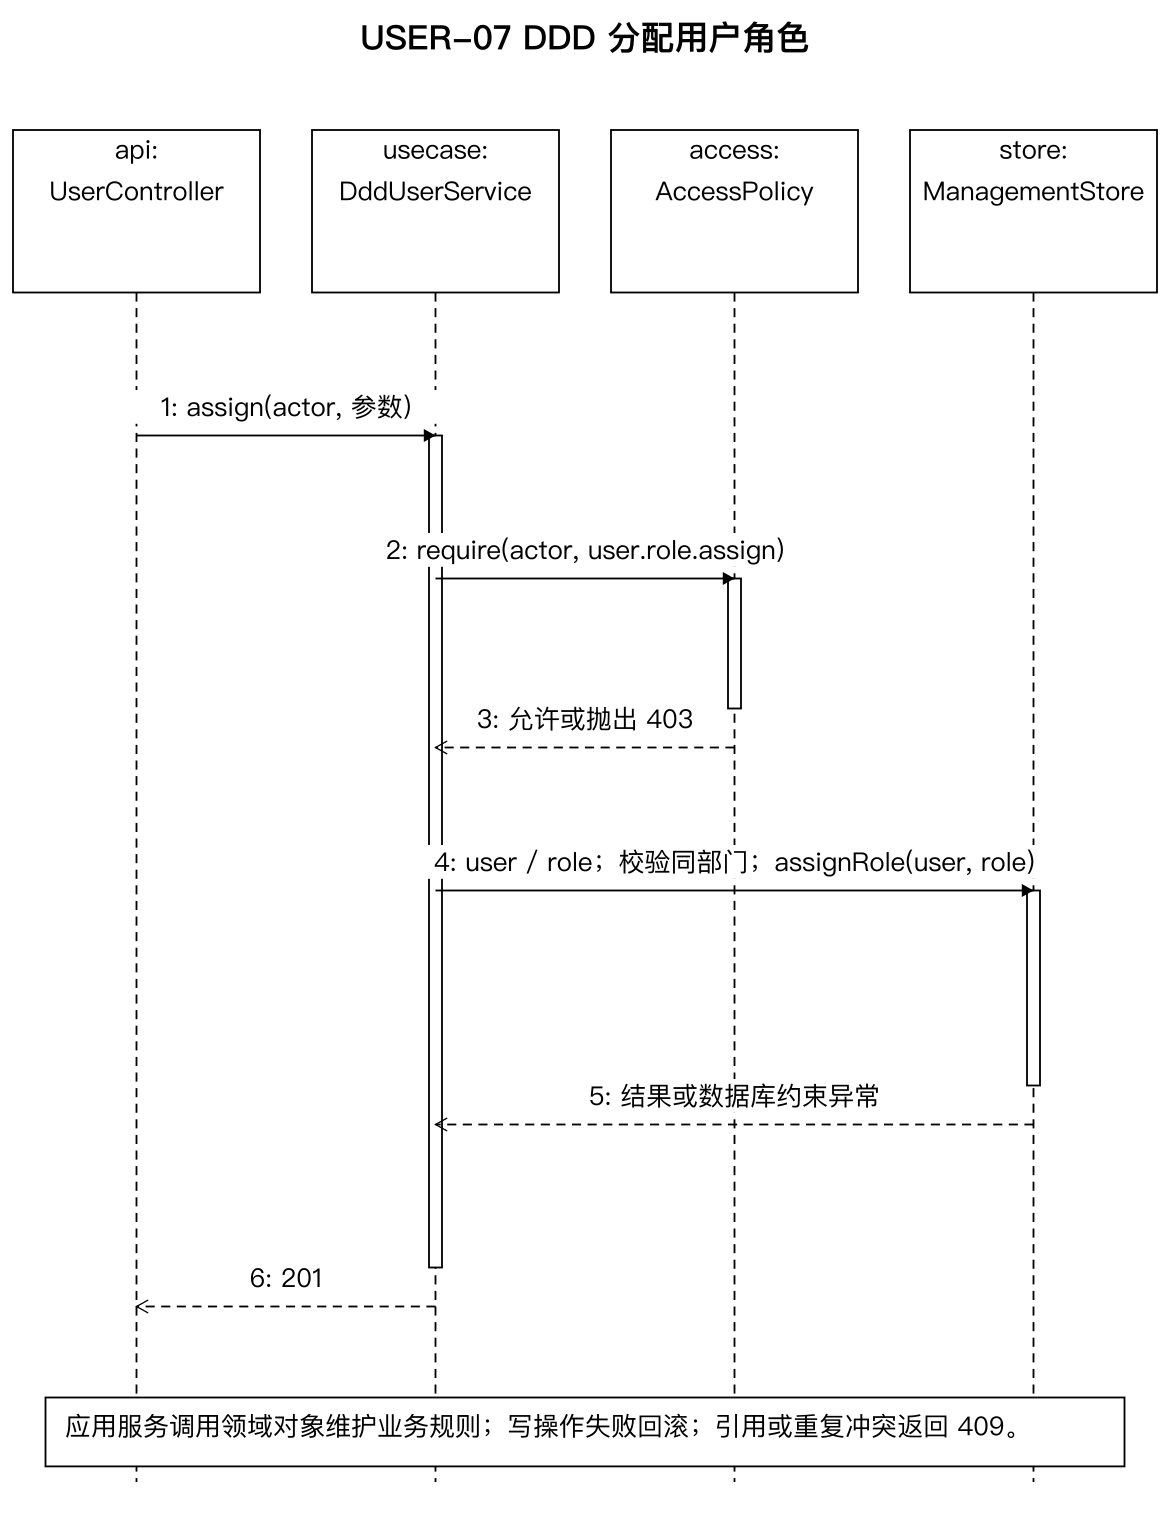 USER-07 DDD 分配用户角色
api:
UserController
usecase:
DddUserService
access:
AccessPolicy
store:
ManagementStore
1: assign(actor, 参数)
2: require(actor, user.role.assign)
3: 允许或抛出 403
4: user / role；校验同部门；assignRole(user, role)
5: 结果或数据库约束异常
6: 201
应用服务调用领域对象维护业务规则；写操作失败回滚；引用或重复冲突返回 409。